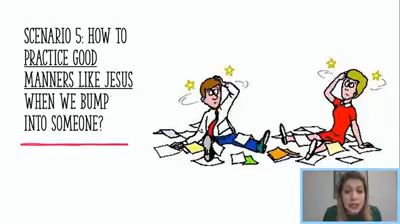 SCENARIO 5: HOW TO
PRACTICE GOOD
MANNERS LIKE JESUS
WHEN WE BUMP
INTO SOMEONE?